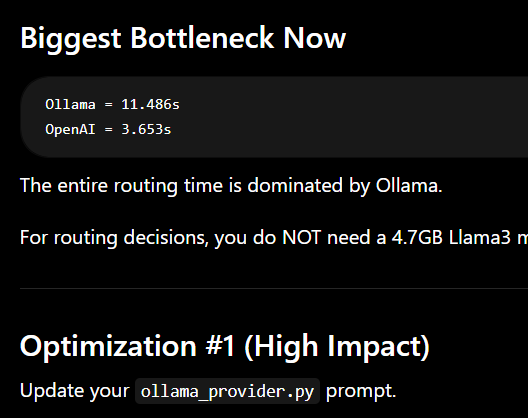 Biggest Bottleneck Now
Ollama = 11.486s
OpenAI = 3.653s
The entire routing time is dominated by Ollama.
For routing decisions, you do NOT need a 4.7GB Llama3
Optimization #1 (High Impact)
Update your ollama_provider.py prompt.